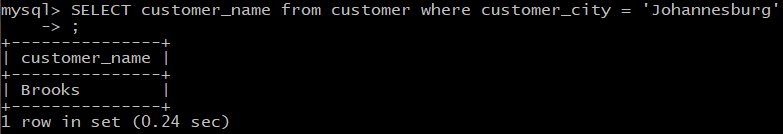 mysql> SELECT customer_name from customer where customer_city = 'Johannesburg'
    -> ;
+---------------+
| customer_name |
+---------------+
| Brooks        |
+---------------+
1 row in set (0.24 sec)